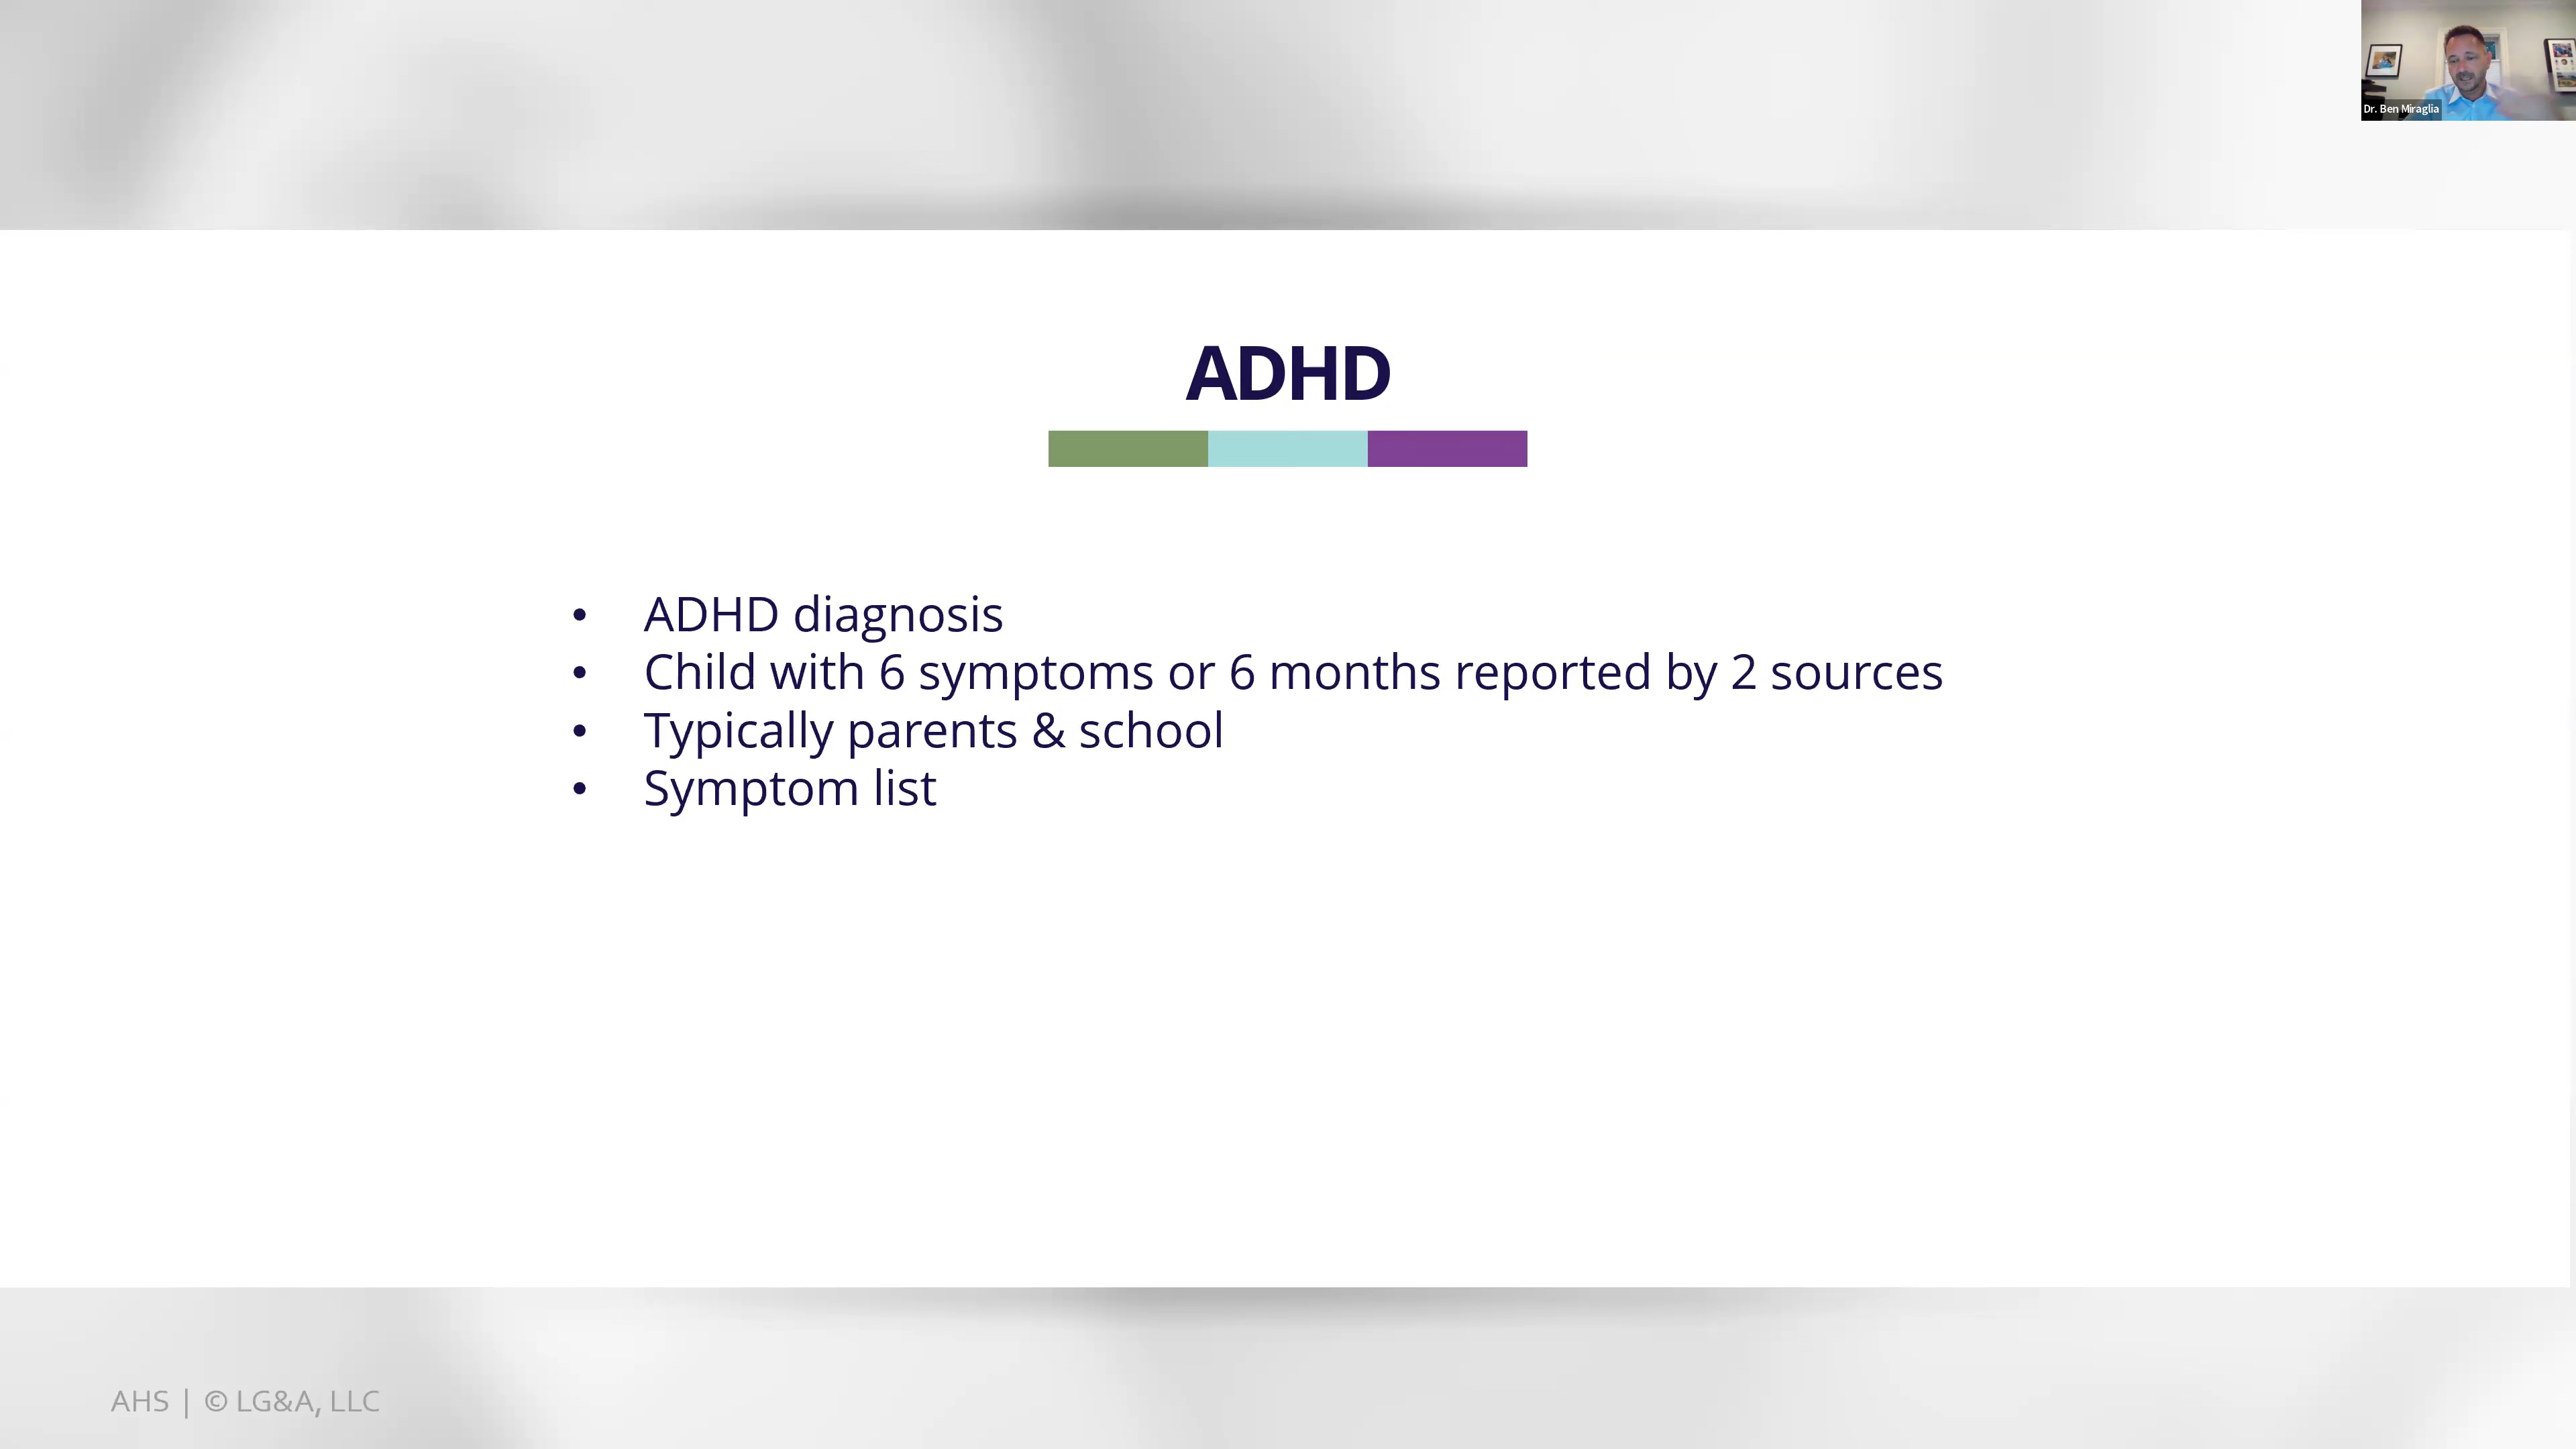 Dr. Ben Miraglia
ADHD
• ADHD diagnosis
• Child with 6 symptoms or 6 months reported by 2 sources
• Typically parents & school
• Symptom list
AHS | © LG&A, LLC